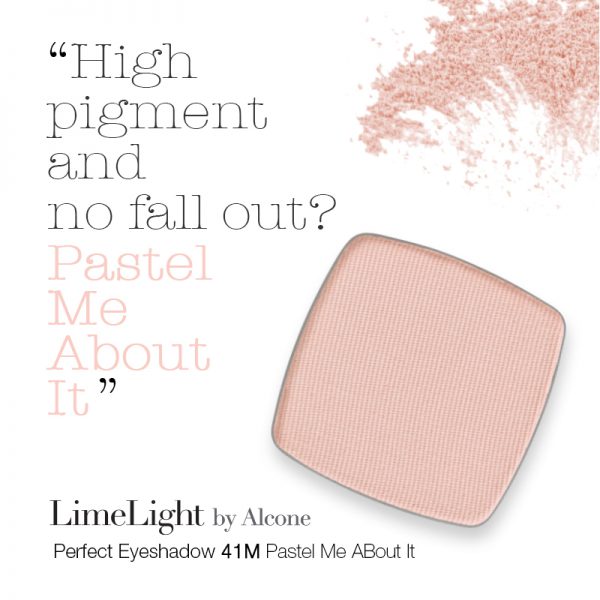 “High
pigment
and
no fall out?
Pastel
Me
About
It”
LimeLight by Alcone
Perfect Eyeshadow 41M Pastel Me ABout It